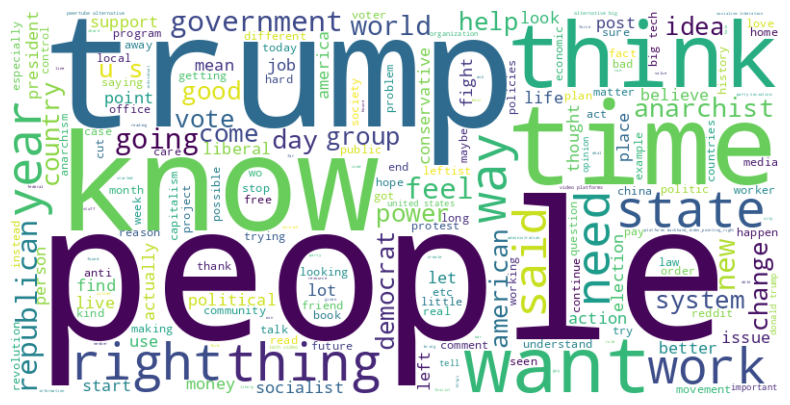 peertube alternative
support
government
world
help
look
post
idea
love
home
especially
president
control
program
away
local
office
u s
trump
think
voter
different
today
america
mean
getting
job
hard
good
saying
point
vote
society
problem
conservative
fight
economic
policies
sure
fact
bad
big tech
history
life
plan
matter
believe
act
anarchist
year
country
anarchism
case
cut
going
come
day
group
care
liberal
public
maybe
time
thought
opinion
place
example
countries
media
know
month
week
reason
capitalism
project
possible
wo
stop
free
end
hope
got
trying
leftist
feel
power
united states
long
protest
way
video platforms
china
politic
worker
state
republican
instead
person
revolution
anti
find
live
kind
actually
people
thank
looking
lot
political
community
friend
book
democrat
let
etc
little
real
american
working
said
continue
need
question
pay
election
law
order
new
happen
change
system
action
reddit
donald trump
issue
try
better
understand
making
use
talk
read
future
left
comment
seen
tell
right
thing
start
money
socialist
want
work
movement
important